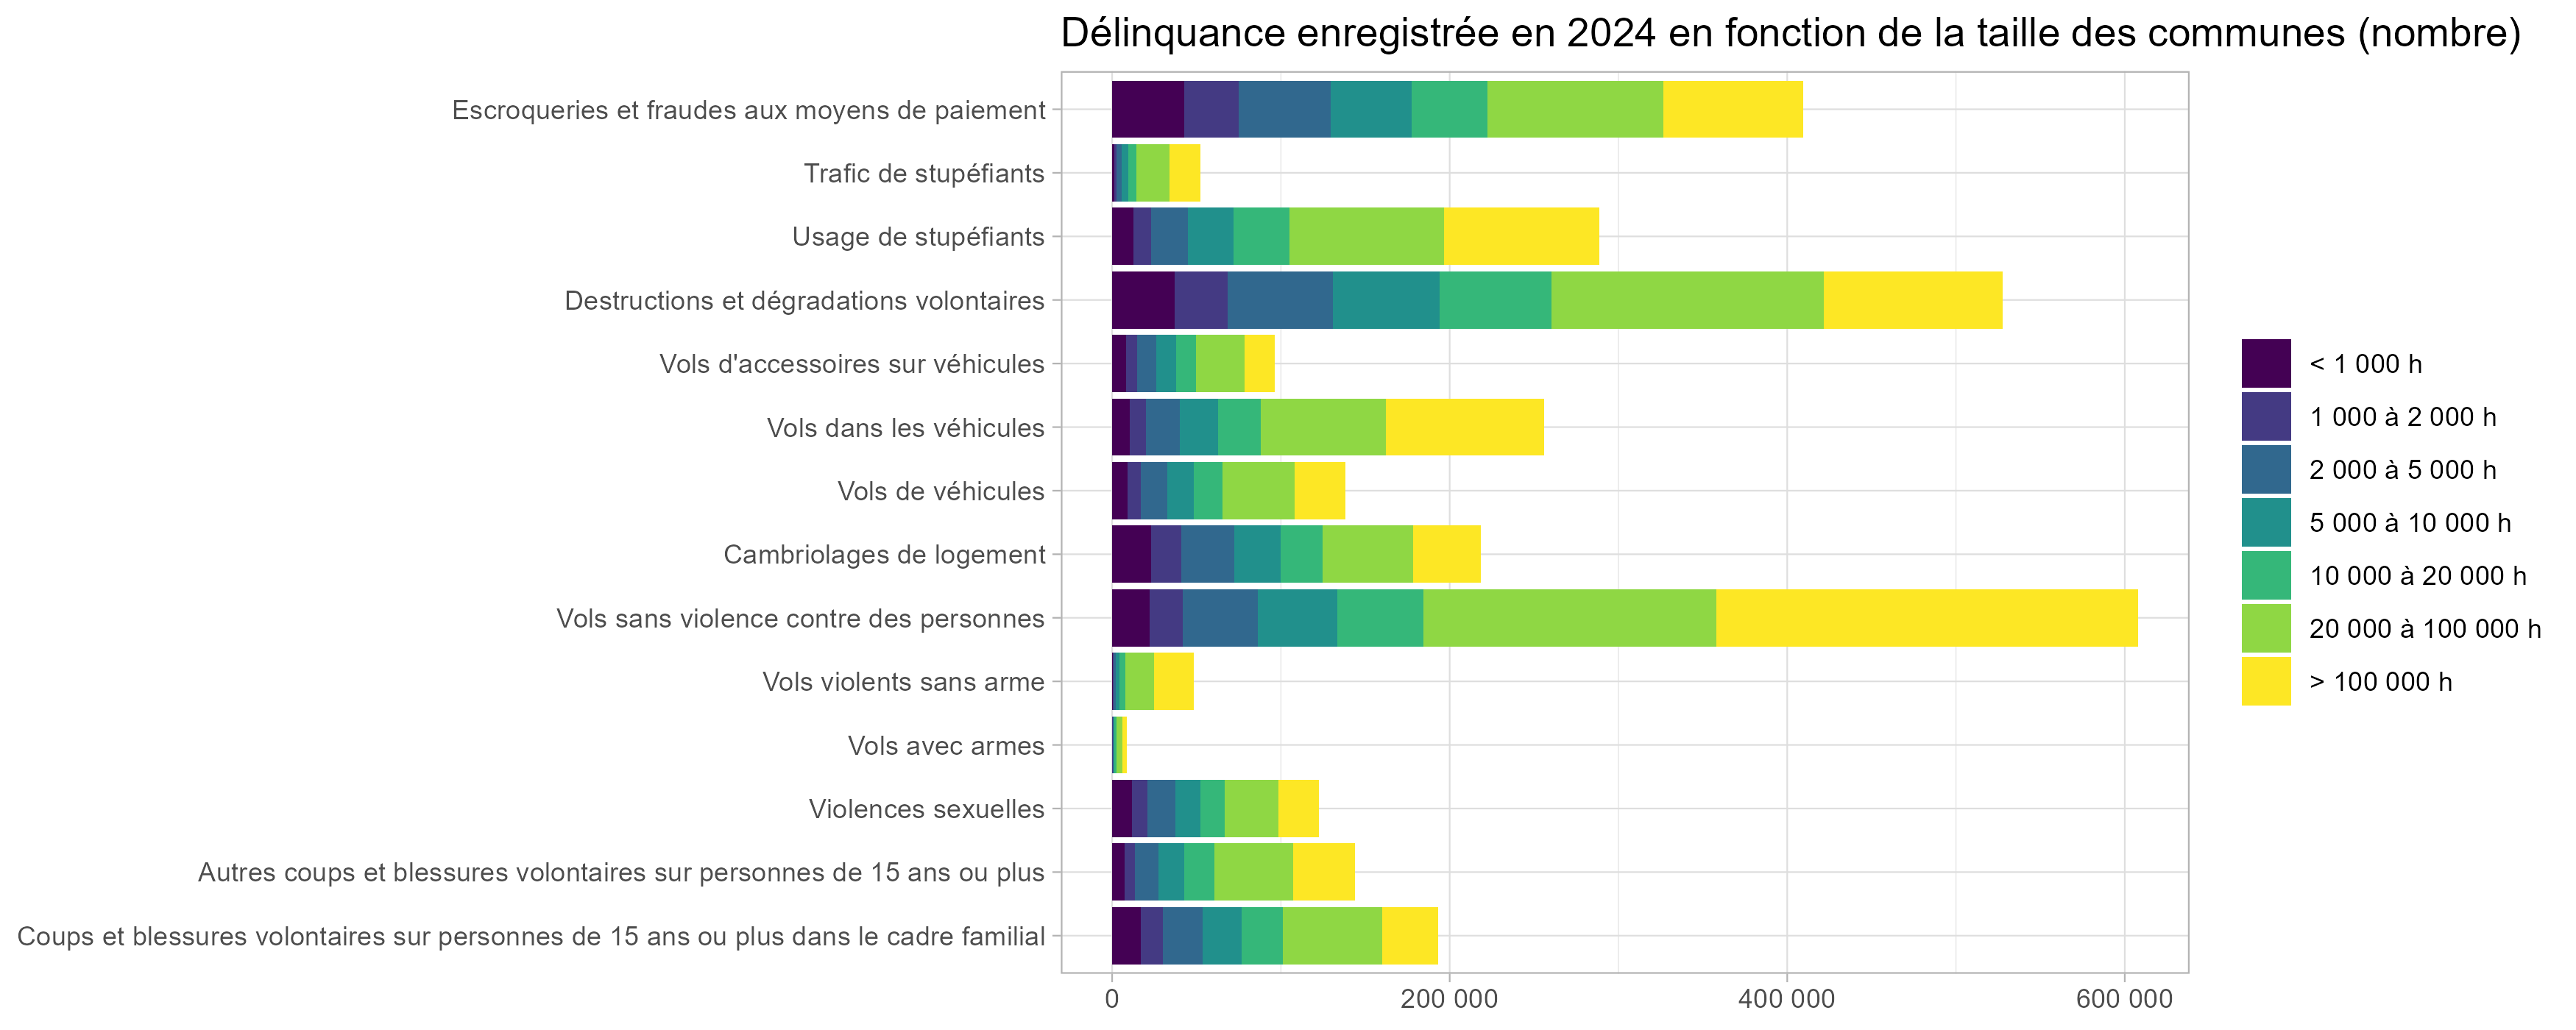 Délinquance enregistrée en 2024 en fonction de la taille des communes (nombre)
Escroqueries et fraudes aux moyens de paiement
Trafic de stupéfiants
Usage de stupéfiants
Destructions et dégradations volontaires
Vols d'accessoires sur véhicules
Vols dans les véhicules
Vols de véhicules
Cambriolages de logement
Vols sans violence contre des personnes
Vols violents sans arme
Vols avec armes
Violences sexuelles
Autres coups et blessures volontaires sur personnes de 15 ans ou plus
Coups et blessures volontaires sur personnes de 15 ans ou plus dans le cadre familial
0
200 000
400 000
600 000
< 1 000 h
1 000 à 2 000 h
2 000 à 5 000 h
5 000 à 10 000 h
10 000 à 20 000 h
20 000 à 100 000 h
> 100 000 h